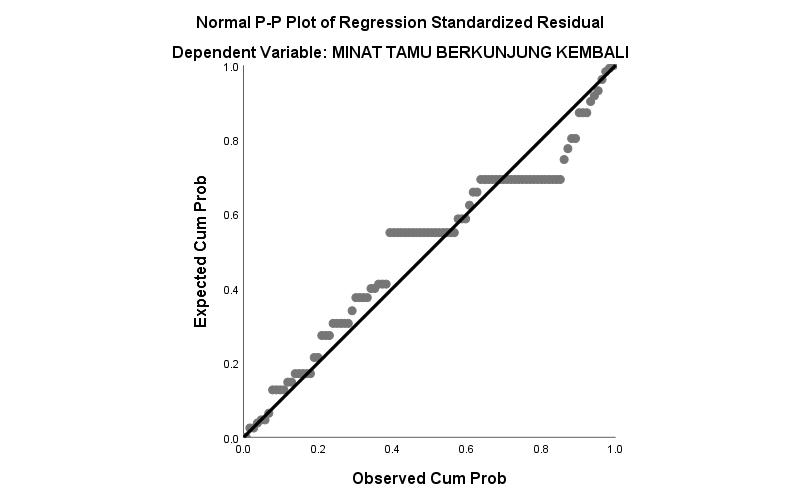 Normal P-P Plot of Regression Standardized Residual
Dependent Variable: MINAT TAMU BERKUNJUNG KEMBALI
1.0
0.8
0.6
0.4
0.2
0.0
Expected Cum Prob
0.0 0.2 0.4 0.6 0.8 1.0
Observed Cum Prob